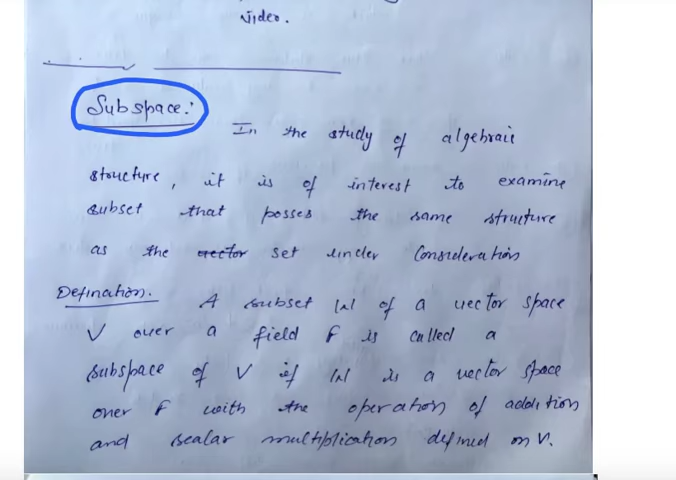 video.
Subspace:
In the study of algebraic
structure, it is of interest to examine
subset that posses the same structure
as the vector set under Consideration
Defination. A subset W of a vector space
V over a field F is called a
subspace of V if W is a vector space
over F with the operation of addition
and scalar multiplication defined on V.